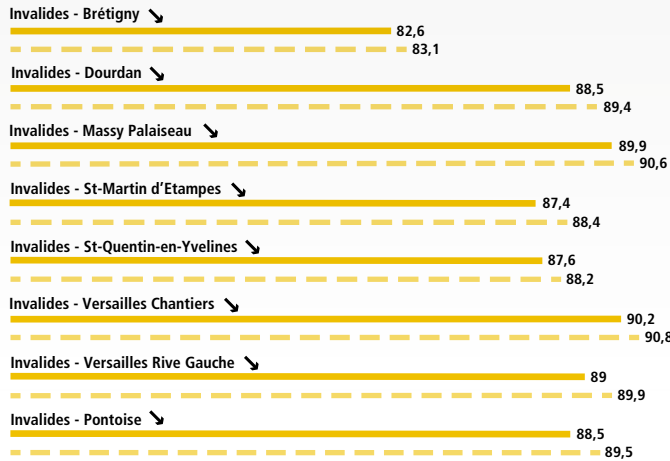 Invalides - Brétigny
82,6
83,1
Invalides - Dourdan
88,5
89,4
Invalides - Massy Palaiseau
89,9
90,6
Invalides - St-Martin d'Etampes
87,4
88,4
Invalides - St-Quentin-en-Yvelines
87,6
88,2
Invalides - Versailles Chantiers
90,2
90,8
Invalides - Versailles Rive Gauche
89
89,9
Invalides - Pontoise
88,5
89,5